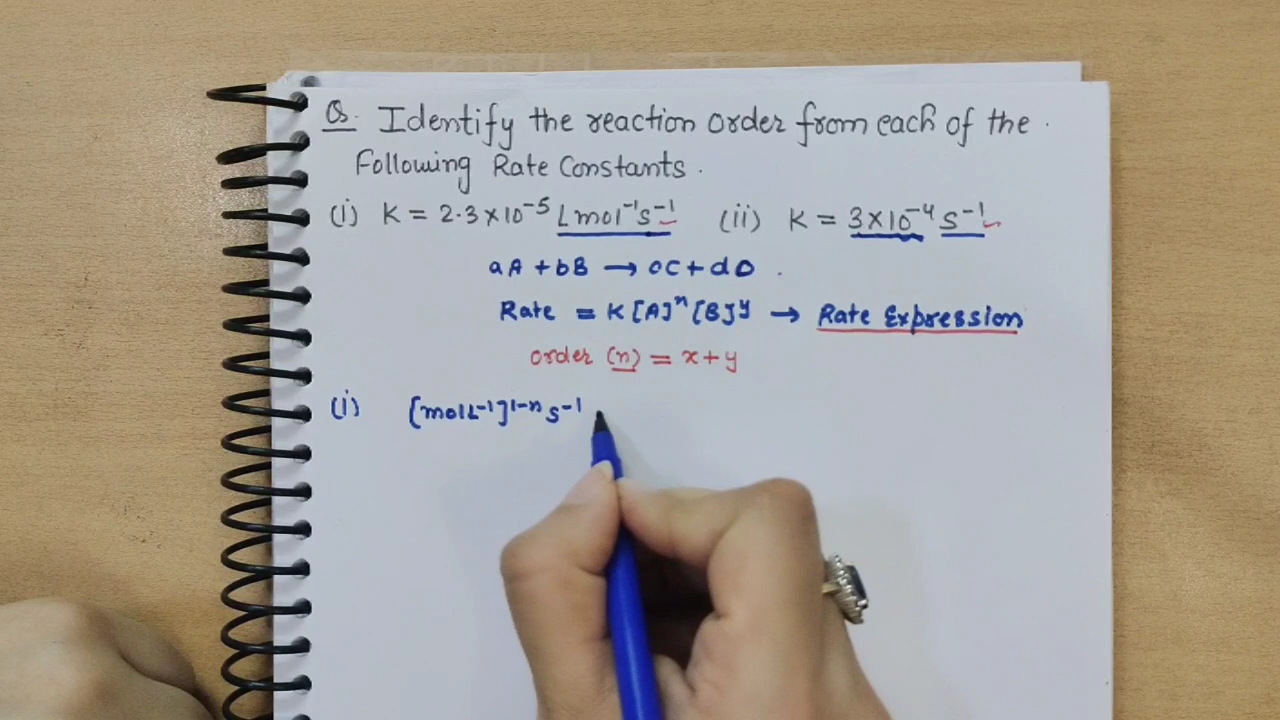 Q. Identify the reaction order from each of the
Following Rate Constants.
(i) K = 2.3×10⁻⁵ L mol⁻¹ s⁻¹ (ii) K = 3×10⁻⁴ s⁻¹
aA + bB → cC + dD
Rate = K[A]ⁿ[B]ʸ → Rate Expression
order (n) = x+y
(i) [mol L⁻¹]¹⁻ⁿ s⁻¹